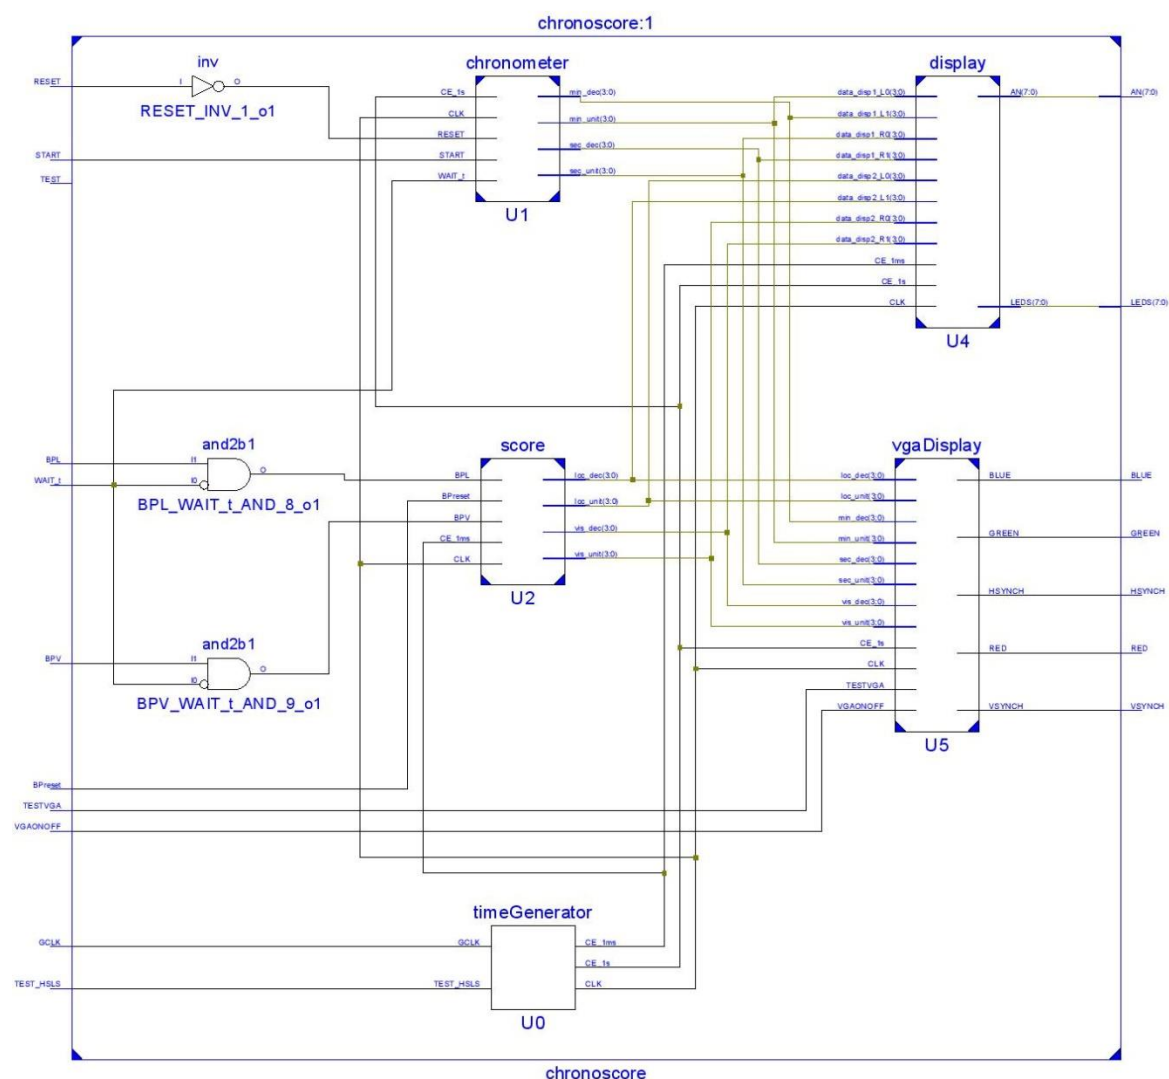 chronoscore:1
inv
I
O
RESET
RESET_INV_1_o1
START
TEST
chronometer
CE_1s
CLK
RESET
START
WAIT_t
min_dec(3:0)
min_unit(3:0)
sec_dec(3:0)
sec_unit(3:0)
U1
display
data_disp1_L0(3:0)
data_disp1_L1(3:0)
data_disp1_R0(3:0)
data_disp1_R1(3:0)
data_disp2_L0(3:0)
data_disp2_L1(3:0)
data_disp2_R0(3:0)
data_disp2_R1(3:0)
CE_1ms
CE_1s
CLK
AN(7:0)
AN(7:0)
LEDS(7:0)
LEDS(7:0)
U4
and2b1
BPL
I1
O
WAIT_t
I0
BPL_WAIT_t_AND_8_o1
score
BPL
BPreset
BPV
CE_1ms
CLK
loc_dec(3:0)
loc_unit(3:0)
vis_dec(3:0)
vis_unit(3:0)
U2
vgaDisplay
loc_dec(3:0)
loc_unit(3:0)
min_dec(3:0)
min_unit(3:0)
sec_dec(3:0)
sec_unit(3:0)
vis_dec(3:0)
vis_unit(3:0)
CE_1s
CLK
TESTVGA
VGAONOFF
BLUE
BLUE
GREEN
GREEN
HSYNCH
HSYNCH
RED
RED
VSYNCH
VSYNCH
U5
and2b1
BPV
I1
O
I0
BPV_WAIT_t_AND_9_o1
BPreset
TESTVGA
VGAONOFF
timeGenerator
GCLK
GCLK
CE_1ms
CE_1s
TEST_HSLS
TEST_HSLS
CLK
U0
chronoscore